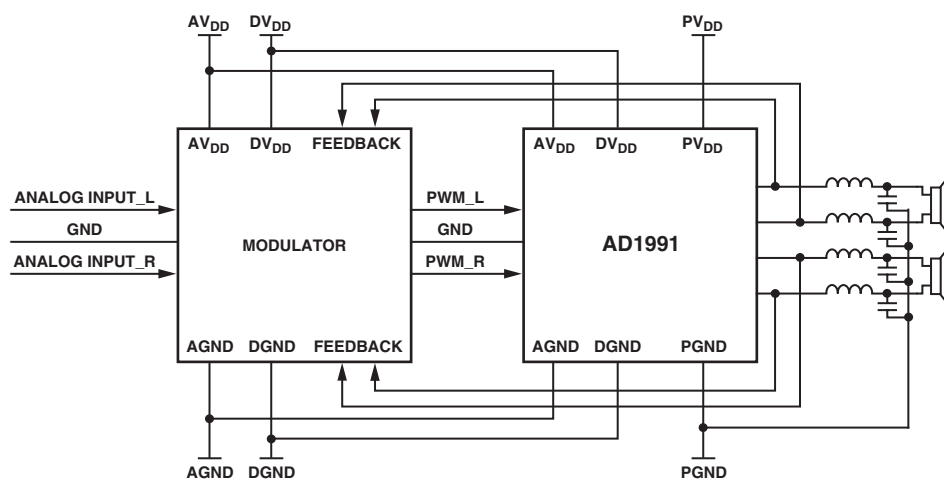 AVDD DVDD PVDD
AVDD DVDD FEEDBACK AVDD DVDD PVDD
ANALOG INPUT_L PWM_L
GND GND
MODULATOR AD1991
ANALOG INPUT_R PWM_R
AGND DGND FEEDBACK AGND DGND PGND
AGND DGND PGND